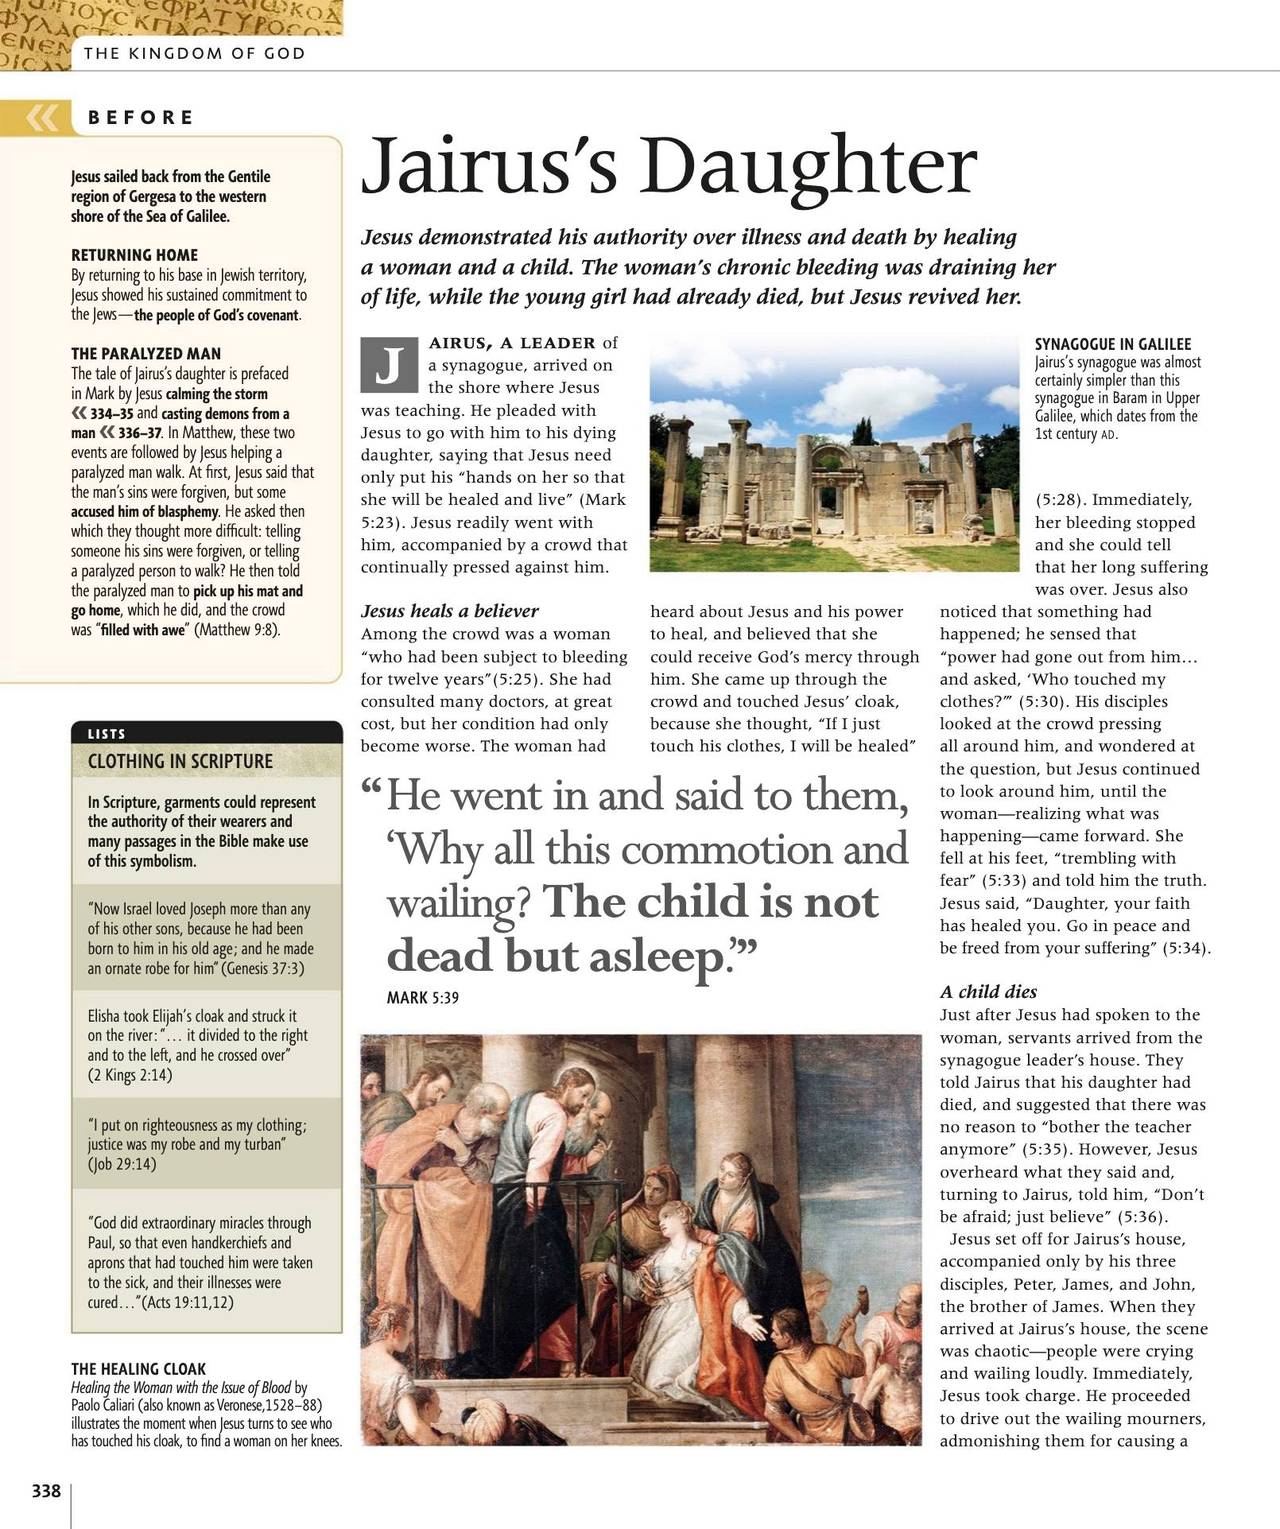 THE KINGDOM OF GOD
BEFORE
Jesus sailed back from the Gentile
region of Gergesa to the western
shore of the Sea of Galilee.
RETURNING HOME
By returning to his base in Jewish territory,
Jesus showed his sustained commitment to
the Jews—the people of God's covenant.
THE PARALYZED MAN
The tale of Jairus's daughter is prefaced
in Mark by Jesus calming the storm
« 334–35 and casting demons from a
man « 336–37. In Matthew, these two
events are followed by Jesus helping a
paralyzed man walk. At first, Jesus said that
the man's sins were forgiven, but some
accused him of blasphemy. He asked then
which they thought more difficult: telling
someone his sins were forgiven, or telling
a paralyzed person to walk? He then told
the paralyzed man to pick up his mat and
go home, which he did, and the crowd
was "filled with awe" (Matthew 9:8).
LISTS
CLOTHING IN SCRIPTURE
In Scripture, garments could represent
the authority of their wearers and
many passages in the Bible make use
of this symbolism.
"Now Israel loved Joseph more than any
of his other sons, because he had been
born to him in his old age; and he made
an ornate robe for him" (Genesis 37:3)
Elisha took Elijah's cloak and struck it
on the river: "… it divided to the right
and to the left, and he crossed over"
(2 Kings 2:14)
"I put on righteousness as my clothing;
justice was my robe and my turban"
(Job 29:14)
"God did extraordinary miracles through
Paul, so that even handkerchiefs and
aprons that had touched him were taken
to the sick, and their illnesses were
cured…"(Acts 19:11,12)
THE HEALING CLOAK
Healing the Woman with the Issue of Blood by
Paolo Caliari (also known as Veronese,1528–88)
illustrates the moment when Jesus turns to see who
has touched his cloak, to find a woman on her knees.
Jairus's Daughter
Jesus demonstrated his authority over illness and death by healing
a woman and a child. The woman's chronic bleeding was draining her
of life, while the young girl had already died, but Jesus revived her.
JAIRUS, A LEADER of
a synagogue, arrived on
the shore where Jesus
was teaching. He pleaded with
Jesus to go with him to his dying
daughter, saying that Jesus need
only put his "hands on her so that
she will be healed and live" (Mark
5:23). Jesus readily went with
him, accompanied by a crowd that
continually pressed against him.
Jesus heals a believer
Among the crowd was a woman
"who had been subject to bleeding
for twelve years"(5:25). She had
consulted many doctors, at great
cost, but her condition had only
become worse. The woman had
heard about Jesus and his power
to heal, and believed that she
could receive God's mercy through
him. She came up through the
crowd and touched Jesus' cloak,
because she thought, "If I just
touch his clothes, I will be healed"
SYNAGOGUE IN GALILEE
Jairus's synagogue was almost
certainly simpler than this
synagogue in Baram in Upper
Galilee, which dates from the
1st century AD.
(5:28). Immediately,
her bleeding stopped
and she could tell
that her long suffering
was over. Jesus also
noticed that something had
happened; he sensed that
"power had gone out from him…
and asked, 'Who touched my
clothes?'" (5:30). His disciples
looked at the crowd pressing
all around him, and wondered at
the question, but Jesus continued
to look around him, until the
woman—realizing what was
happening—came forward. She
fell at his feet, "trembling with
fear" (5:33) and told him the truth.
Jesus said, "Daughter, your faith
has healed you. Go in peace and
be freed from your suffering" (5:34).
A child dies
Just after Jesus had spoken to the
woman, servants arrived from the
synagogue leader's house. They
told Jairus that his daughter had
died, and suggested that there was
no reason to "bother the teacher
anymore" (5:35). However, Jesus
overheard what they said and,
turning to Jairus, told him, "Don't
be afraid; just believe" (5:36).
Jesus set off for Jairus's house,
accompanied only by his three
disciples, Peter, James, and John,
the brother of James. When they
arrived at Jairus's house, the scene
was chaotic—people were crying
and wailing loudly. Immediately,
Jesus took charge. He proceeded
to drive out the wailing mourners,
admonishing them for causing a
"He went in and said to them,
'Why all this commotion and
wailing? The child is not
dead but asleep.'"
MARK 5:39
338